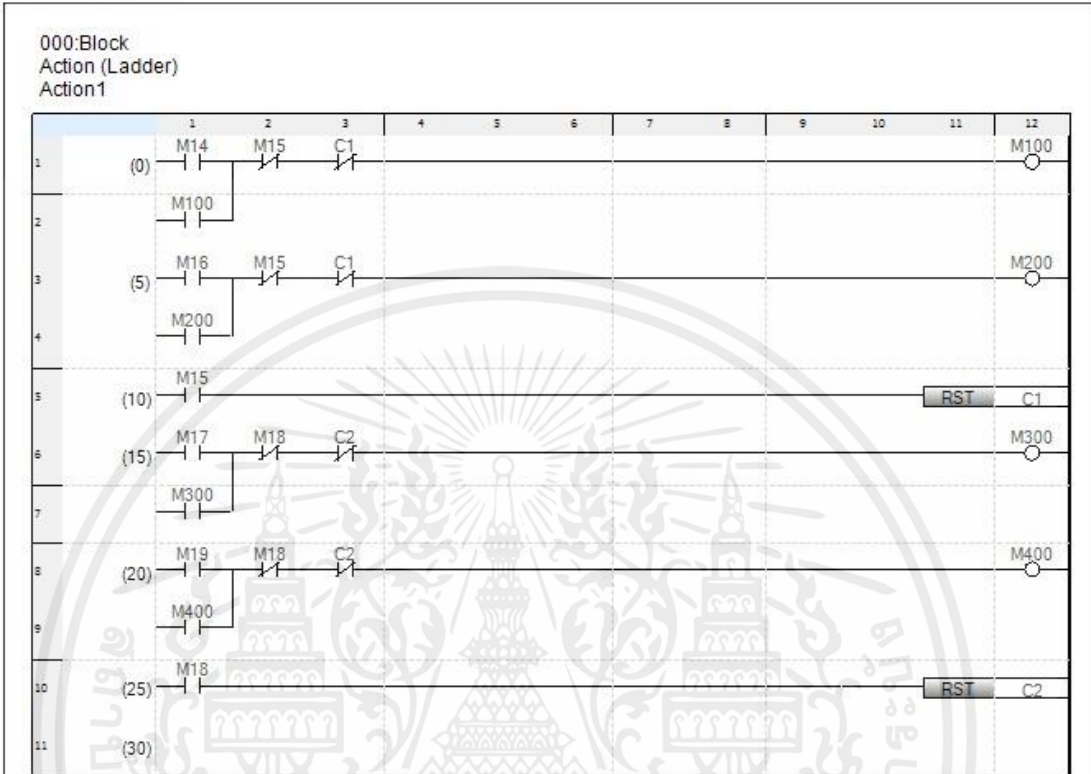 000:Block
Action (Ladder)
Action1
1 2 3 4 5 6 7 8 9 10 11 12
M14 M15 C1 M100
1 (0)
M100
2
M16 M15 C1 M200
3 (5)
M200
4
M15
5 (10) RST C1
M17 M18 C2 M300
6 (15)
M300
7
M19 M18 C2 M400
8 (20)
M400
9
M18
10 (25) RST C2
11 (30)